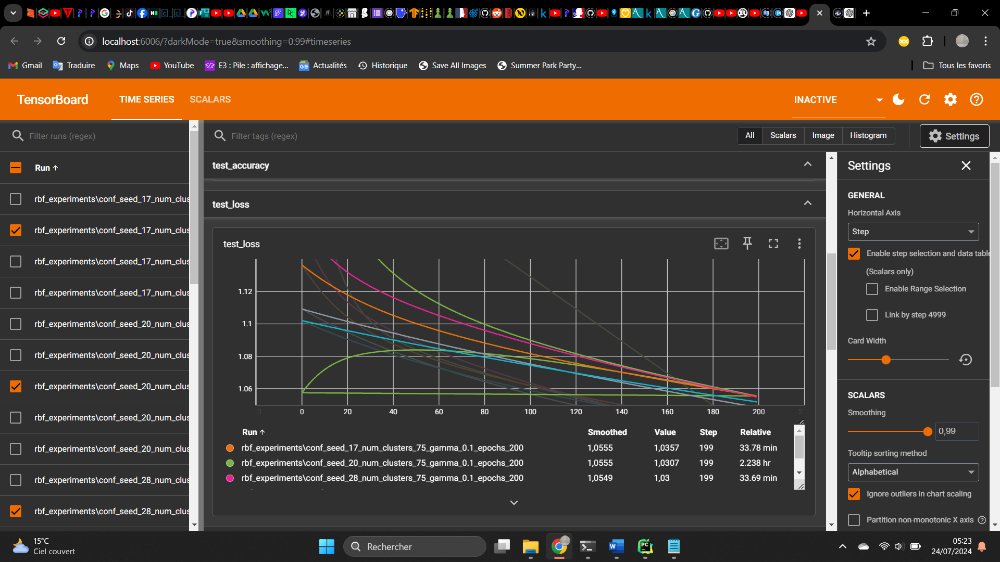 localhost:6006/?darkMode=true&smoothing=0.99#timeseries
Gmail
Traduire
Maps
YouTube
E3 : Pile : affichage...
Actualités
Historique
Save All Images
Summer Park Party...
Tous les favoris
TensorBoard
TIME SERIES
SCALARS
INACTIVE
Filter runs (regex)
Filter tags (regex)
All
Scalars
Image
Histogram
Settings
Run ↑
rbf_experiments\conf_seed_17_num_clus
rbf_experiments\conf_seed_17_num_clus
rbf_experiments\conf_seed_17_num_clus
rbf_experiments\conf_seed_17_num_clus
rbf_experiments\conf_seed_20_num_clus
rbf_experiments\conf_seed_20_num_clus
rbf_experiments\conf_seed_20_num_clus
rbf_experiments\conf_seed_20_num_clus
rbf_experiments\conf_seed_20_num_clus
rbf_experiments\conf_seed_28_num_clus
rbf_experiments\conf_seed_28_num_clus
test_accuracy
test_loss
test_loss
1.12
1.1
1.08
1.06
0 20 40 60 80 100 120 140 160 180 200
Run ↑ Smoothed Value Step Relative
rbf_experiments\conf_seed_17_num_clusters_75_gamma_0.1_epochs_200 1,0555 1,0357 199 33.78 min
rbf_experiments\conf_seed_20_num_clusters_75_gamma_0.1_epochs_200 1,0555 1,0307 199 2.238 hr
rbf_experiments\conf_seed_28_num_clusters_75_gamma_0.1_epochs_200 1,0549 1,03 199 33.69 min
Settings
GENERAL
Horizontal Axis
Step
Enable step selection and data table
(Scalars only)
Enable Range Selection
Link by step 4999
Card Width
SCALARS
Smoothing
0,99
Tooltip sorting method
Alphabetical
Ignore outliers in chart scaling
Partition non-monotonic X axis
15°C
Ciel couvert
Rechercher
05:23
24/07/2024